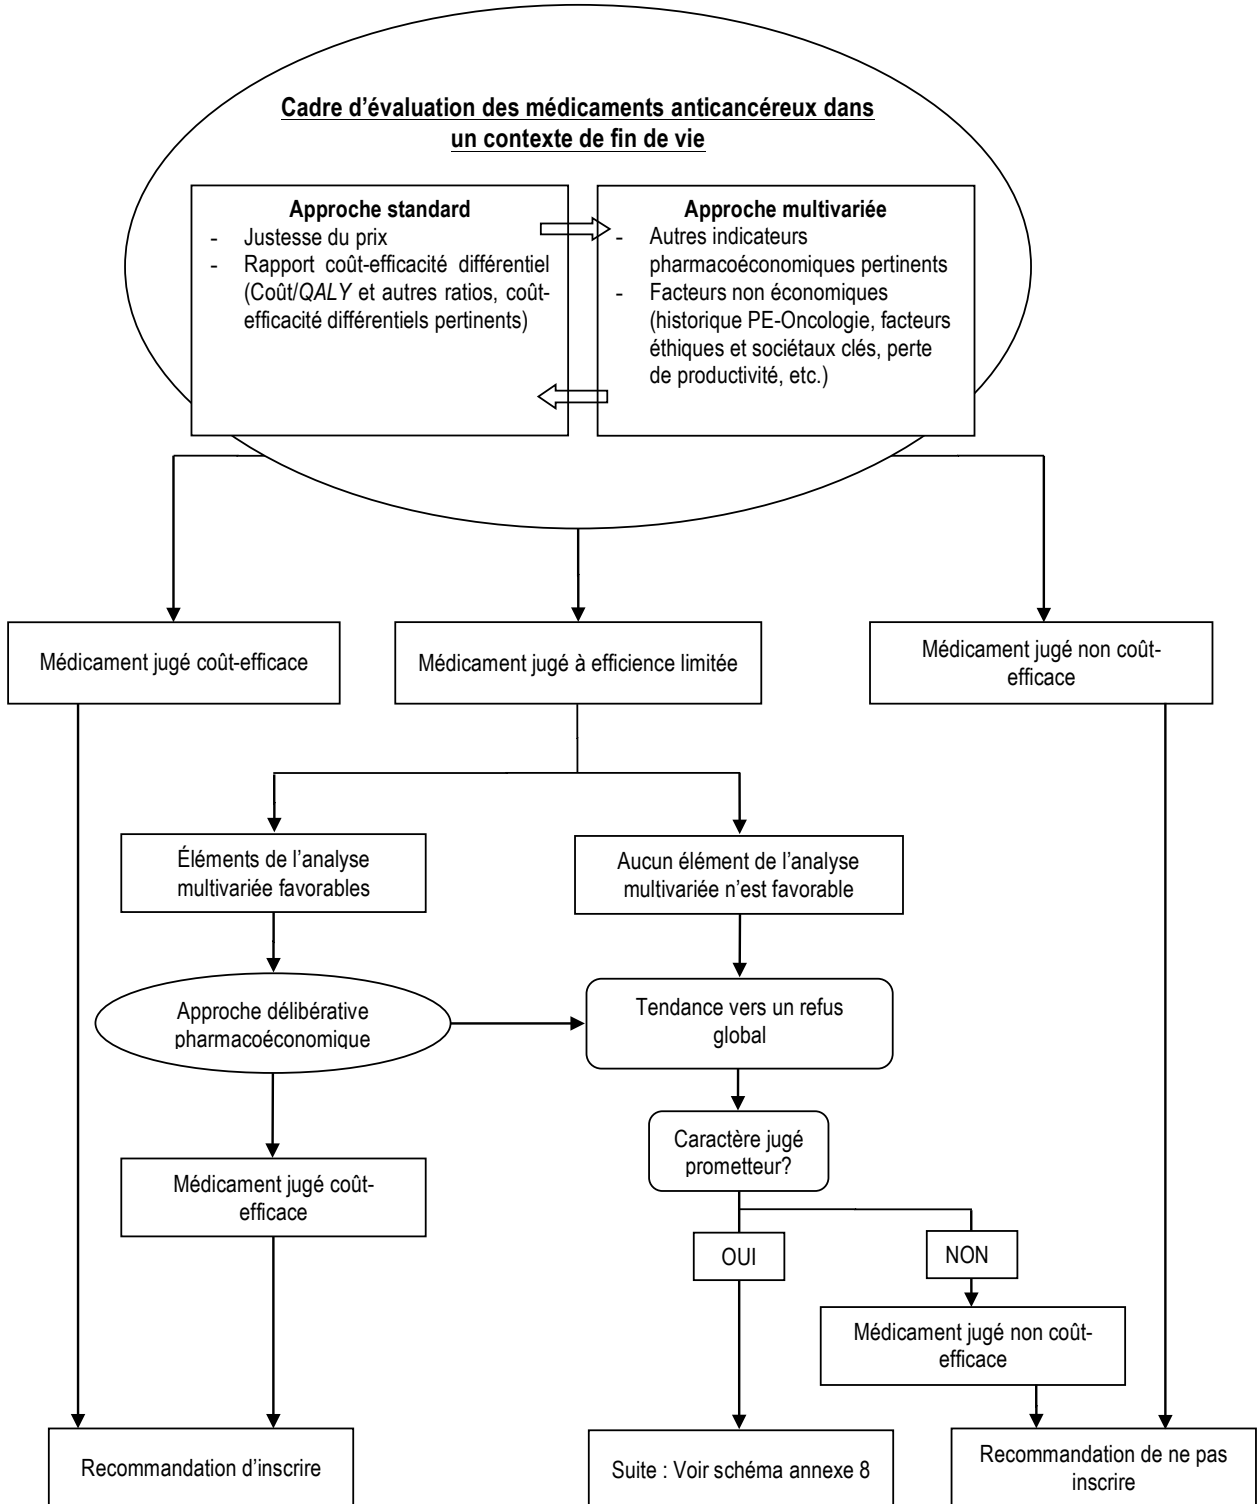 Cadre d'évaluation des médicaments anticancéreux dans
un contexte de fin de vie
Approche standard
- Justesse du prix
- Rapport coût-efficacité différentiel
(Coût/QALY et autres ratios, coût-
efficacité différentiels pertinents)
Approche multivariée
- Autres indicateurs
pharmacoéconomiques pertinents
- Facteurs non économiques
(historique PE-Oncologie, facteurs
éthiques et sociétaux clés, perte
de productivité, etc.)
Médicament jugé coût-efficace
Médicament jugé à efficience limitée
Médicament jugé non coût-
efficace
Éléments de l'analyse
multivariée favorables
Aucun élément de l'analyse
multivariée n'est favorable
Approche délibérative
pharmacoéconomique
Tendance vers un refus
global
Caractère jugé
prometteur?
Médicament jugé coût-
efficace
OUI
NON
Médicament jugé non coût-
efficace
Recommandation d'inscrire
Suite : Voir schéma annexe 8
Recommandation de ne pas
inscrire